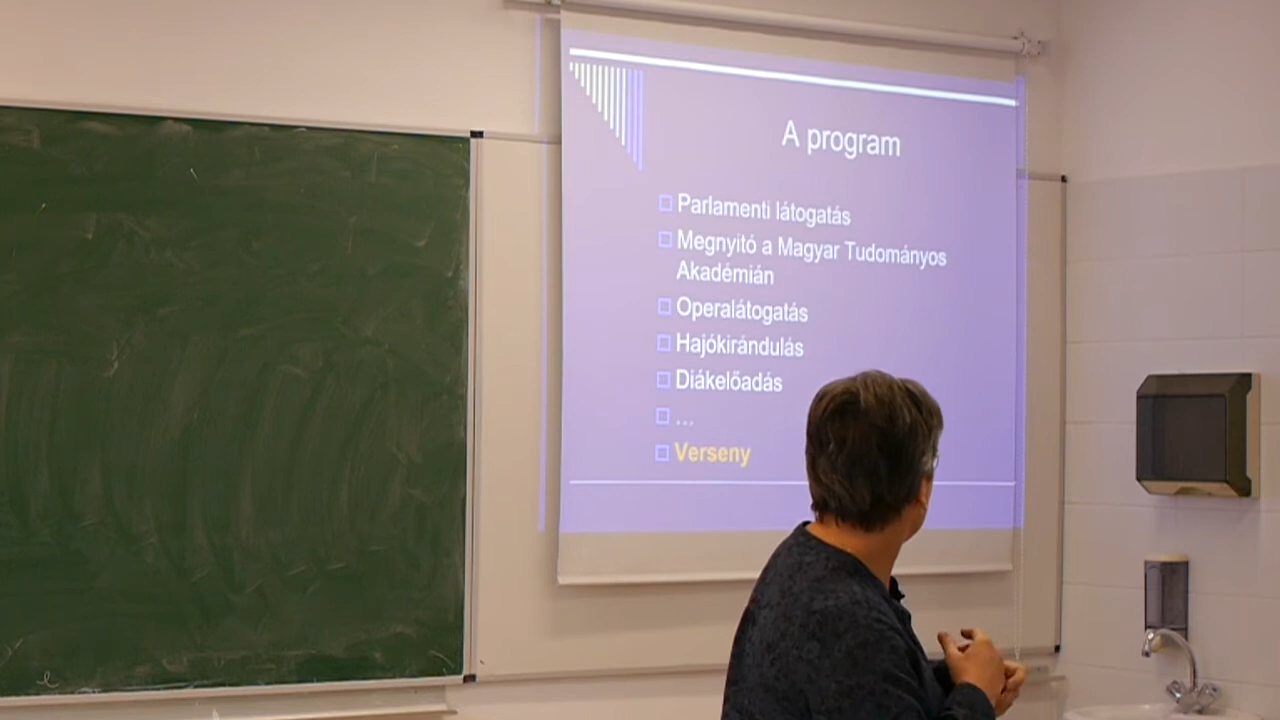 A program
Parlamenti látogatás
Megnyitó a Magyar Tudományos
Akadémián
Operalátogatás
Hajókirándulás
Diákelőadás
...
Verseny